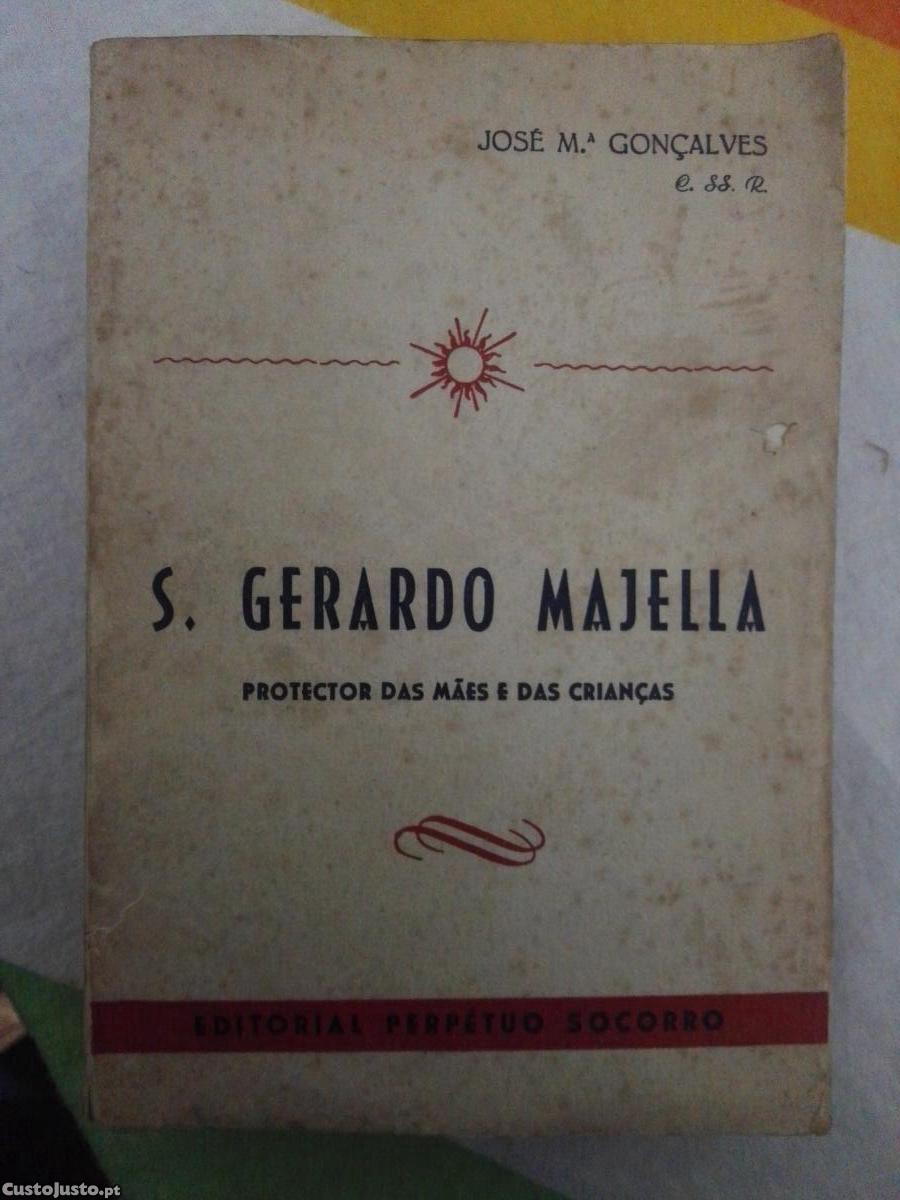 JOSÉ M.ª GONÇALVES
C. SS. R.
S. GERARDO MAJELLA
PROTECTOR DAS MÃES E DAS CRIANÇAS
EDITORIAL PERPÉTUO SOCORRO
CustoJusto.pt